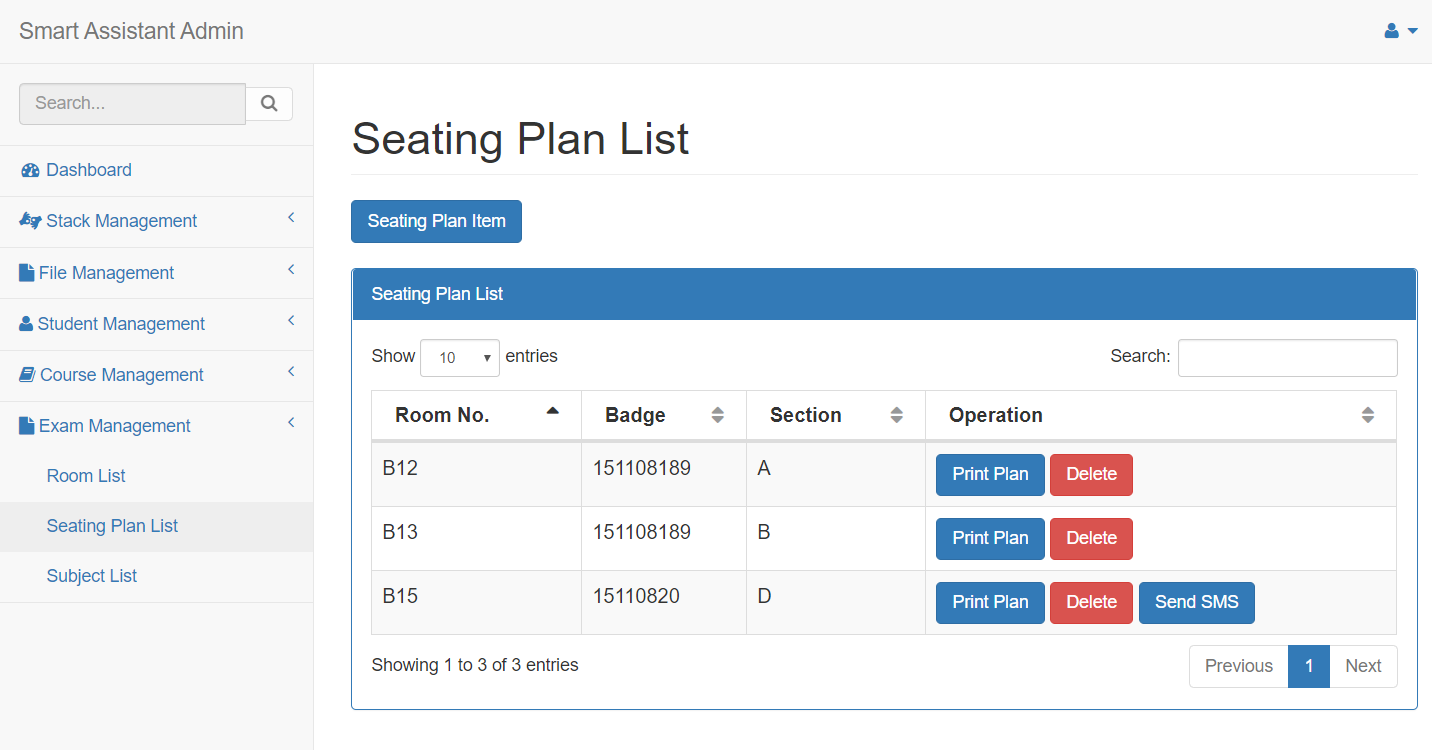 Smart Assistant Admin
Search...
Dashboard
Stack Management
File Management
Student Management
Course Management
Exam Management
Room List
Seating Plan List
Subject List
Seating Plan List
Seating Plan Item
Seating Plan List
Show 10 entries Search:
Room No. Badge Section Operation
B12 151108189 A Print Plan Delete
B13 151108189 B Print Plan Delete
B15 15110820 D Print Plan Delete Send SMS
Showing 1 to 3 of 3 entries Previous 1 Next